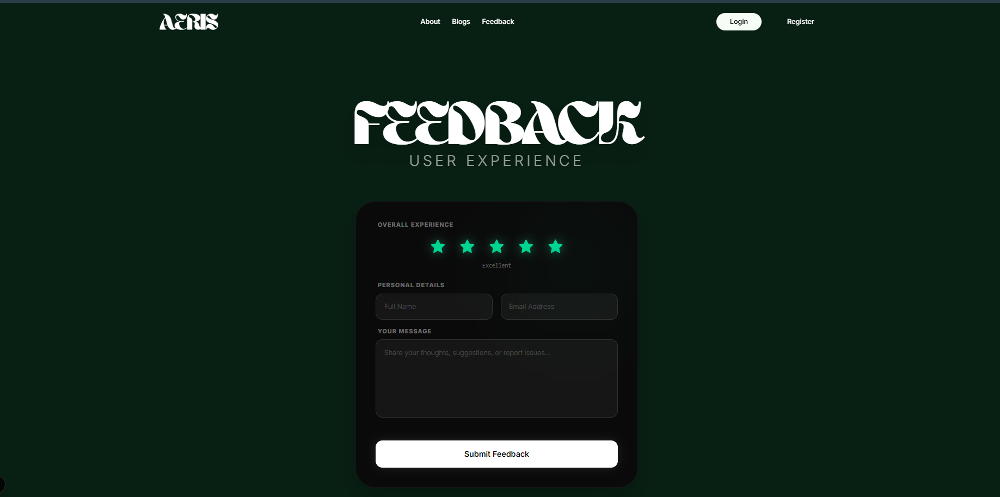 AERIS
About Blogs Feedback
Login Register
FEEDBACK
USER EXPERIENCE
OVERALL EXPERIENCE
Excellent
PERSONAL DETAILS
Full Name Email Address
YOUR MESSAGE
Share your thoughts, suggestions, or report issues...
Submit Feedback